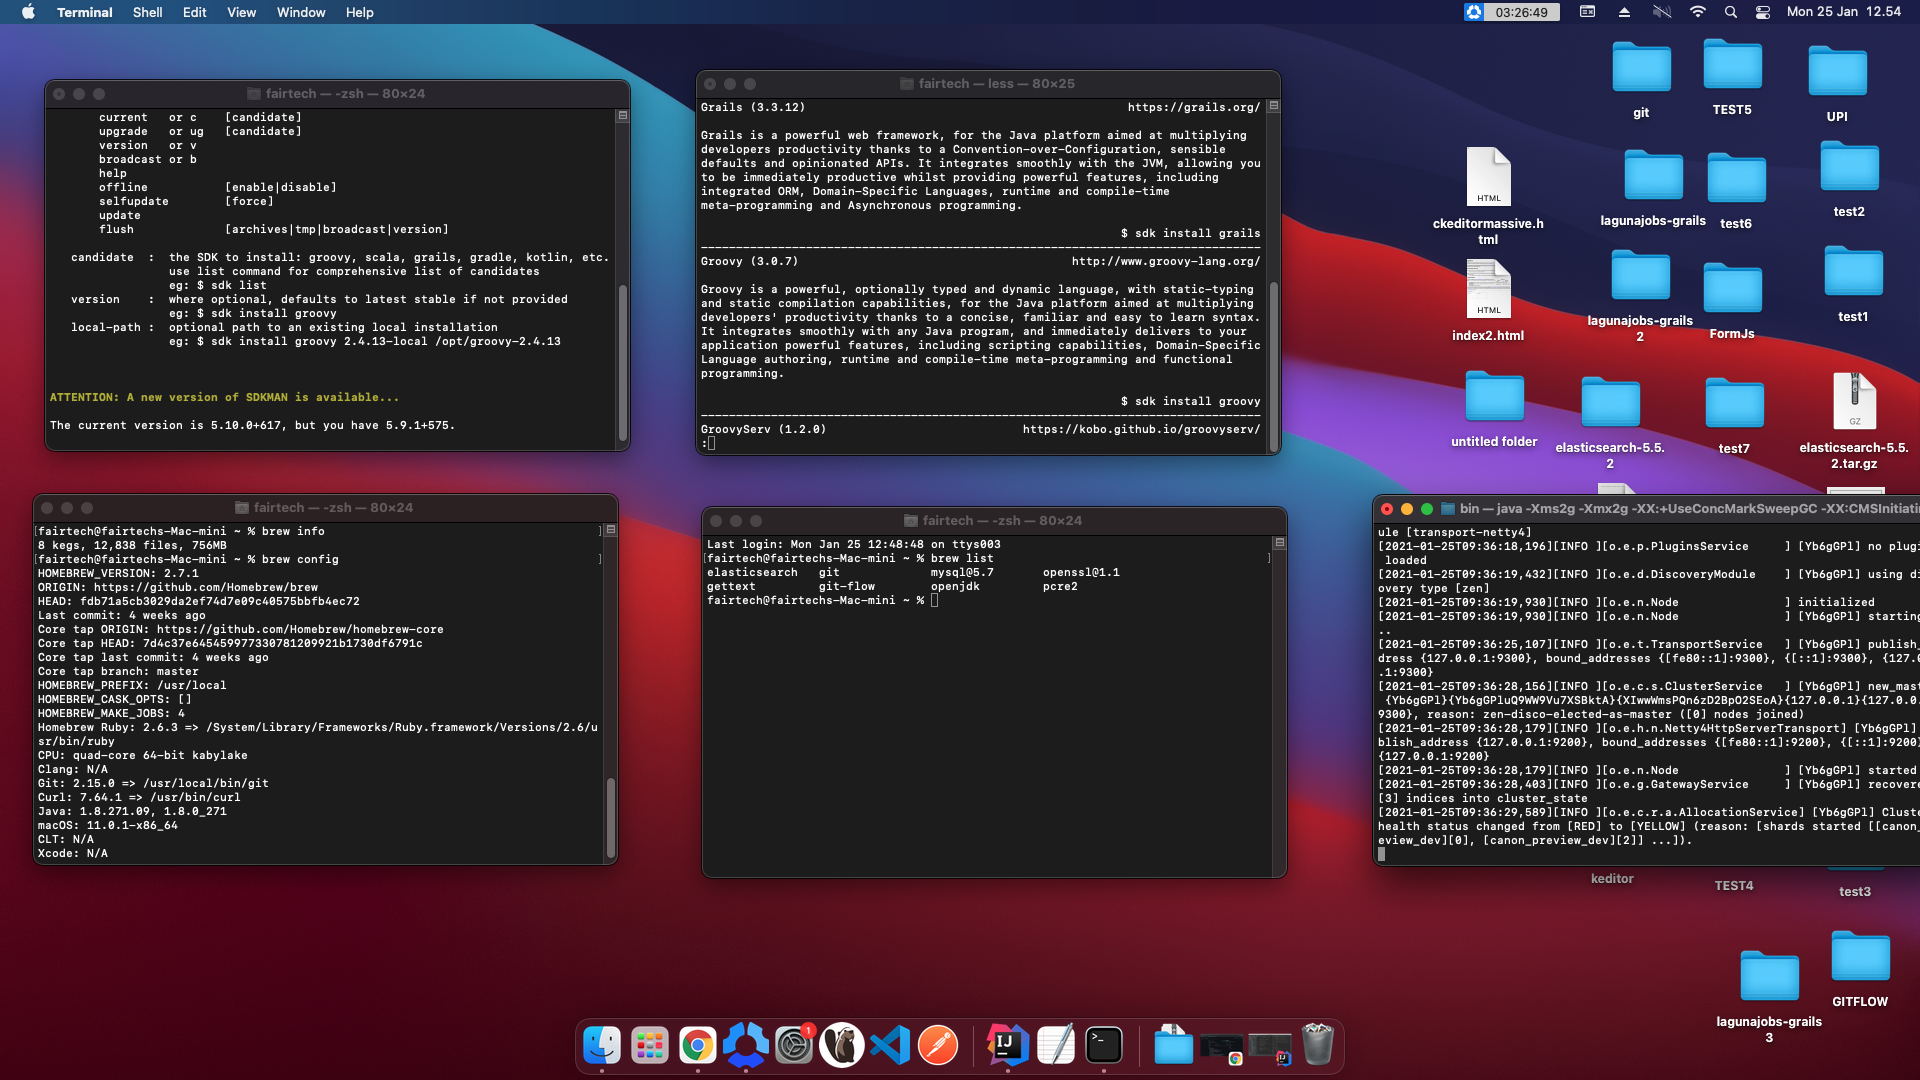 Terminal Shell Edit View Window Help
03:26:49
Mon 25 Jan 12.54
fairtech — -zsh — 80×24
current or c [candidate]
upgrade or ug [candidate]
version or v
broadcast or b
help
offline [enable|disable]
selfupdate [force]
update
flush [archives|tmp|broadcast|version]
candidate : the SDK to install: groovy, scala, grails, gradle, kotlin, etc.
use list command for comprehensive list of candidates
eg: $ sdk list
version : where optional, defaults to latest stable if not provided
eg: $ sdk install groovy
local-path : optional path to an existing local installation
eg: $ sdk install groovy 2.4.13-local /opt/groovy-2.4.13
ATTENTION: A new version of SDKMAN is available...
The current version is 5.10.0+617, but you have 5.9.1+575.
fairtech — less — 80×25
Grails (3.3.12) https://grails.org/
Grails is a powerful web framework, for the Java platform aimed at multiplying
developers productivity thanks to a Convention-over-Configuration, sensible
defaults and opinionated APIs. It integrates smoothly with the JVM, allowing you
to be immediately productive whilst providing powerful features, including
integrated ORM, Domain-Specific Languages, runtime and compile-time
meta-programming and Asynchronous programming.
$ sdk install grails
--------------------------------------------------------------------------------
Groovy (3.0.7) http://www.groovy-lang.org/
Groovy is a powerful, optionally typed and dynamic language, with static-typing
and static compilation capabilities, for the Java platform aimed at multiplying
developers' productivity thanks to a concise, familiar and easy to learn syntax.
It integrates smoothly with any Java program, and immediately delivers to your
application powerful features, including scripting capabilities, Domain-Specific
Language authoring, runtime and compile-time meta-programming and functional
programming.
$ sdk install groovy
--------------------------------------------------------------------------------
GroovyServ (1.2.0) https://kobo.github.io/groovyserv/
:
fairtech — -zsh — 80×24
[fairtech@fairtechs-Mac-mini ~ % brew info ]
8 kegs, 12,838 files, 756MB
[fairtech@fairtechs-Mac-mini ~ % brew config ]
HOMEBREW_VERSION: 2.7.1
ORIGIN: https://github.com/Homebrew/brew
HEAD: fdb71a5cb3029da2ef74d7e09c40575bbfb4ec72
Last commit: 4 weeks ago
Core tap ORIGIN: https://github.com/Homebrew/homebrew-core
Core tap HEAD: 7d4c37e645459977330781209921b1730df6791c
Core tap last commit: 4 weeks ago
Core tap branch: master
HOMEBREW_PREFIX: /usr/local
HOMEBREW_CASK_OPTS: []
HOMEBREW_MAKE_JOBS: 4
Homebrew Ruby: 2.6.3 => /System/Library/Frameworks/Ruby.framework/Versions/2.6/u
sr/bin/ruby
CPU: quad-core 64-bit kabylake
Clang: N/A
Git: 2.15.0 => /usr/local/bin/git
Curl: 7.64.1 => /usr/bin/curl
Java: 1.8.271.09, 1.8.0_271
macOS: 11.0.1-x86_64
CLT: N/A
Xcode: N/A
fairtech — -zsh — 80×24
Last login: Mon Jan 25 12:48:48 on ttys003
[fairtech@fairtechs-Mac-mini ~ % brew list ]
elasticsearch git mysql@5.7 openssl@1.1
gettext git-flow openjdk pcre2
fairtech@fairtechs-Mac-mini ~ %
bin — java -Xms2g -Xmx2g -XX:+UseConcMarkSweepGC -XX:CMSInitiati
ule [transport-netty4]
[2021-01-25T09:36:18,196][INFO ][o.e.p.PluginsService ] [Yb6gGPl] no plugi
loaded
[2021-01-25T09:36:19,432][INFO ][o.e.d.DiscoveryModule ] [Yb6gGPl] using di
overy type [zen]
[2021-01-25T09:36:19,930][INFO ][o.e.n.Node ] initialized
[2021-01-25T09:36:19,930][INFO ][o.e.n.Node ] [Yb6gGPl] starting
..
[2021-01-25T09:36:25,107][INFO ][o.e.t.TransportService ] [Yb6gGPl] publish_
dress {127.0.0.1:9300}, bound_addresses {[fe80::1]:9300}, {[::1]:9300}, {127.0
.1:9300}
[2021-01-25T09:36:28,156][INFO ][o.e.c.s.ClusterService ] [Yb6gGPl] new_mast
{Yb6gGPl}{Yb6gGPluQ9WW9Vu7XSBktA}{XIwwWmsPQn6zD2BpO2SEoA}{127.0.0.1}{127.0.0.
9300}, reason: zen-disco-elected-as-master ([0] nodes joined)
[2021-01-25T09:36:28,179][INFO ][o.e.h.n.Netty4HttpServerTransport] [Yb6gGPl]
blish_address {127.0.0.1:9200}, bound_addresses {[fe80::1]:9200}, {[::1]:9200}
{127.0.0.1:9200}
[2021-01-25T09:36:28,179][INFO ][o.e.n.Node ] [Yb6gGPl] started
[2021-01-25T09:36:28,403][INFO ][o.e.g.GatewayService ] [Yb6gGPl] recovere
[3] indices into cluster_state
[2021-01-25T09:36:29,589][INFO ][o.e.c.r.a.AllocationService] [Yb6gGPl] Cluste
health status changed from [RED] to [YELLOW] (reason: [shards started [[canon_
eview_dev][0], [canon_preview_dev][2]] ...]).
git
TEST5
UPI
HTML
ckeditormassive.h
tml
lagunajobs-grails
test6
test2
HTML
index2.html
lagunajobs-grails
2
FormJs
test1
untitled folder
elasticsearch-5.5.
2
test7
GZ
elasticsearch-5.5.
2.tar.gz
keditor
TEST4
test3
lagunajobs-grails
3
GITFLOW
1
IJ
>_